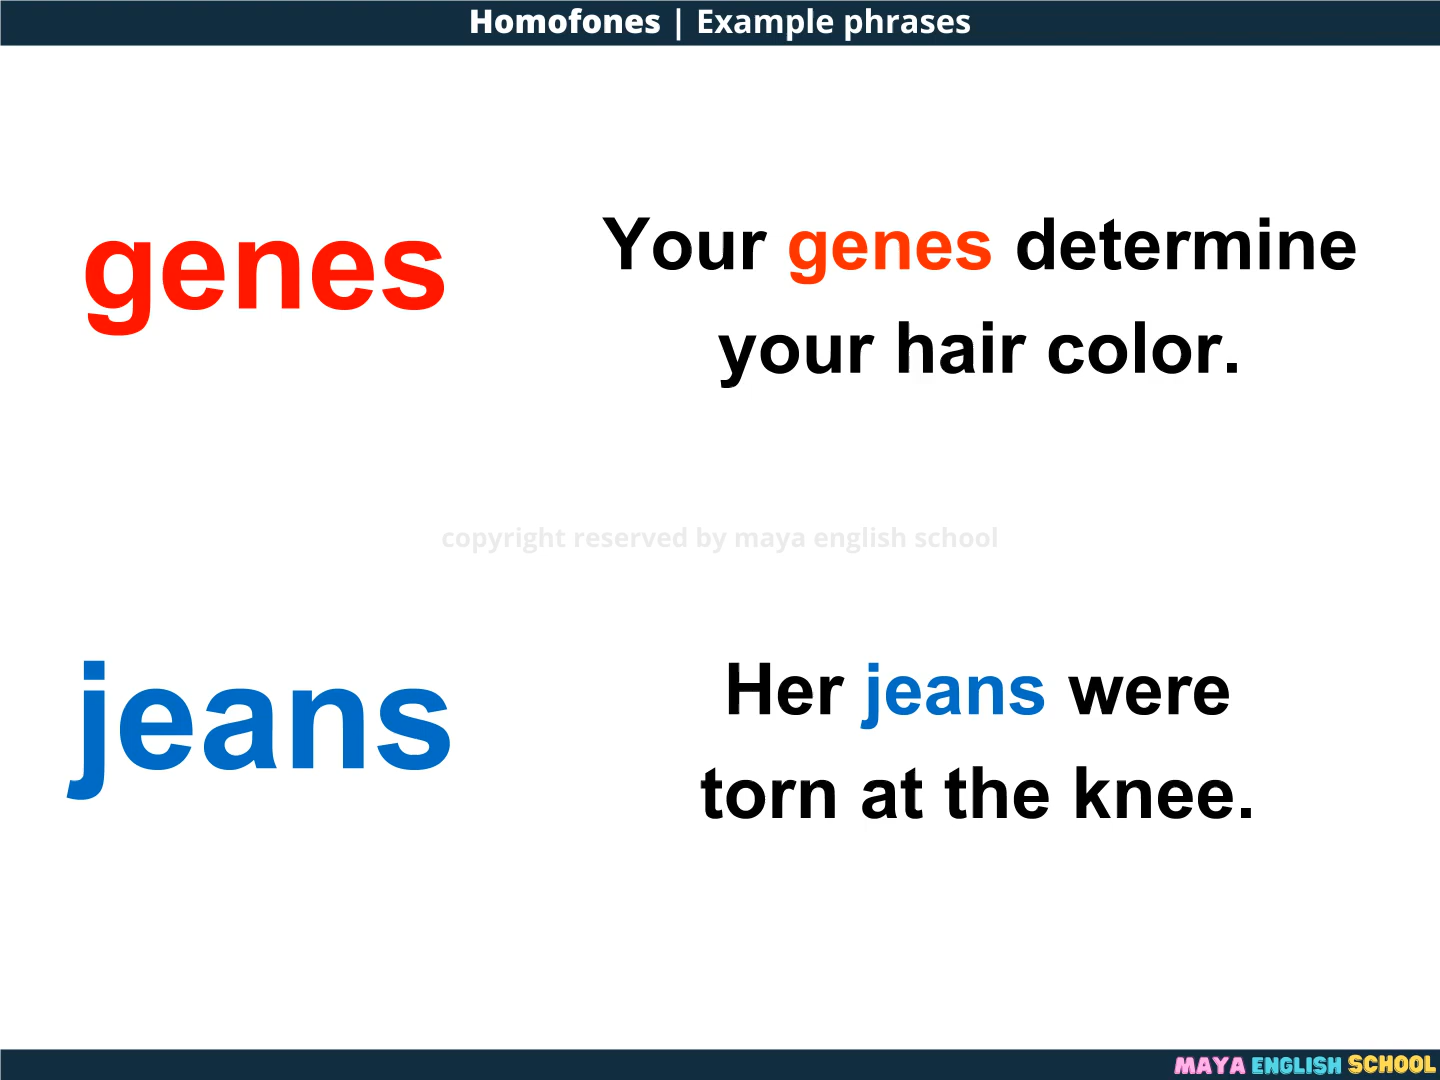 Homofones | Example phrases
genes
Your genes determine
your hair color.
copyright reserved by maya english school
jeans
Her jeans were
torn at the knee.
MAYA ENGLISH SCHOOL